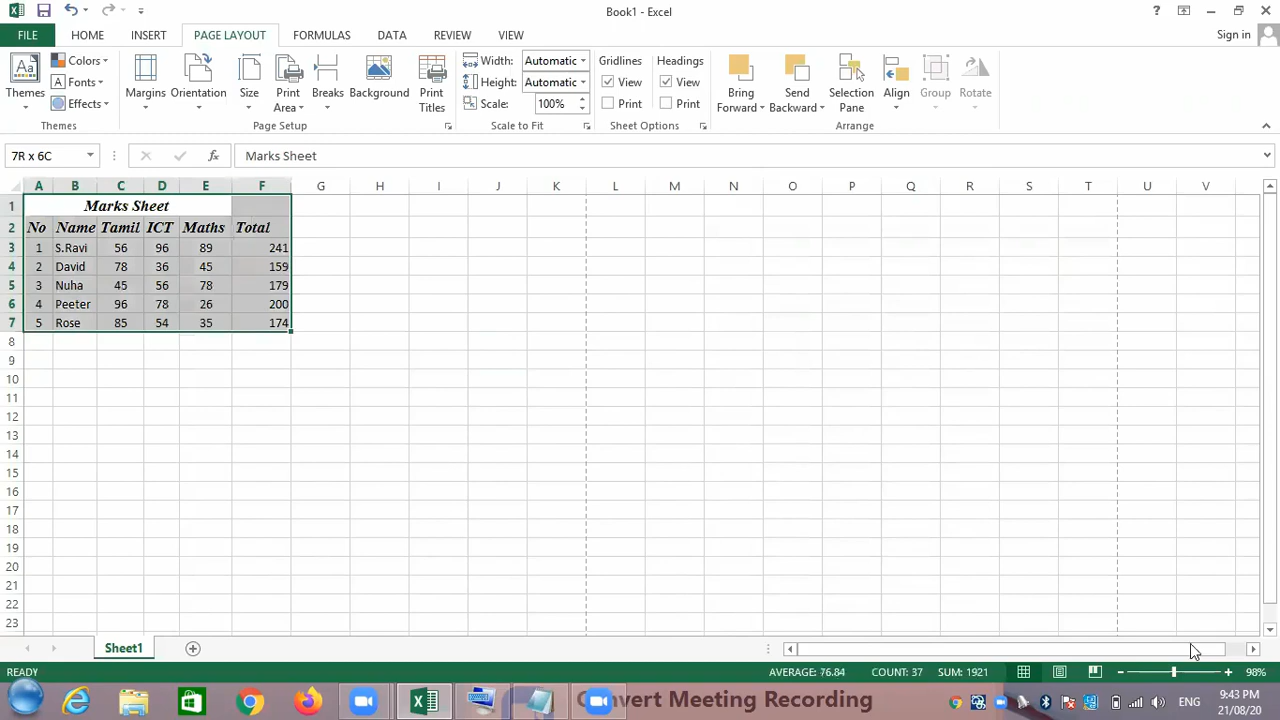 Book1 - Excel
?
FILE HOME INSERT PAGE LAYOUT FORMULAS DATA REVIEW VIEW Sign in
Aa Themes Colors Fonts Effects
Margins Orientation Size Print Area Breaks Background Print Titles
Width: Automatic
Height: Automatic
Scale: 100%
Gridlines Headings
View View
Print Print
Bring Forward Send Backward Selection Pane Align Group Rotate
Themes Page Setup Scale to Fit Sheet Options Arrange
7R x 6C fx Marks Sheet
A B C D E F G H I J K L M N O P Q R S T U V
1 Marks Sheet
2 No Name Tamil ICT Maths Total
3 1 S.Ravi 56 96 89 241
4 2 David 78 36 45 159
5 3 Nuha 45 56 78 179
6 4 Peeter 96 78 26 200
7 5 Rose 85 54 35 174
8
9
10
11
12
13
14
15
16
17
18
19
20
21
22
23
Sheet1
READY AVERAGE: 76.84 COUNT: 37 SUM: 1921 98%
Convert Meeting Recording
ENG 9:43 PM
21/08/20